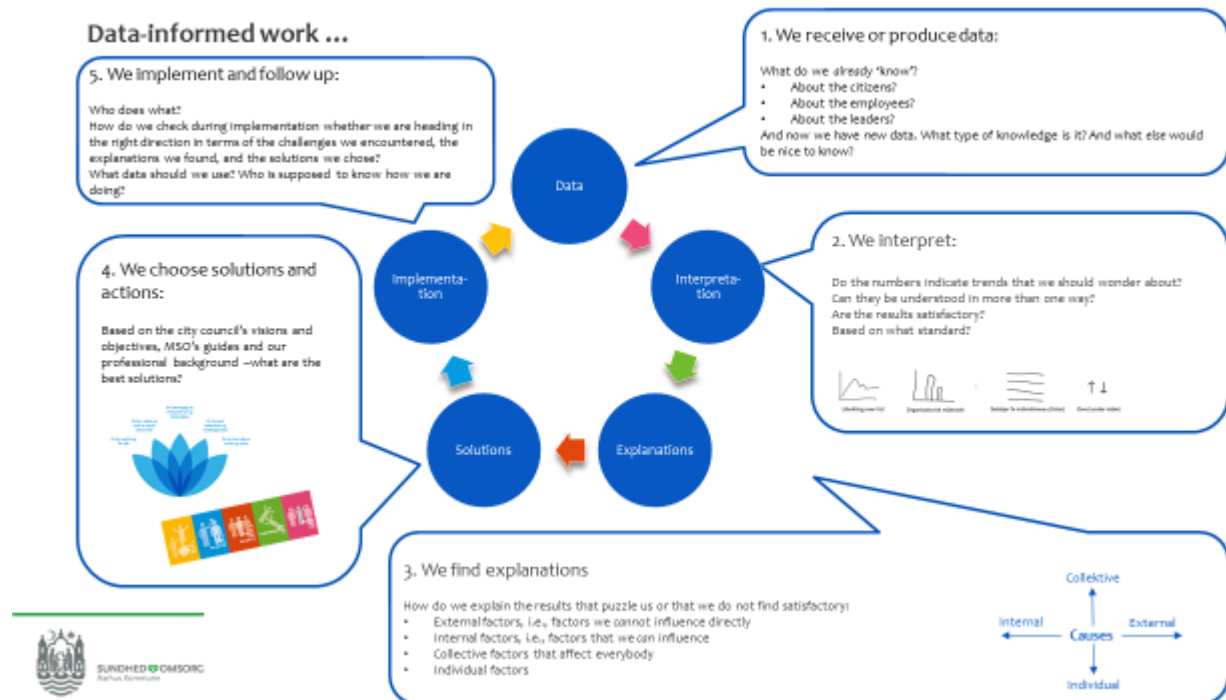 Data-informed work ...
1. We receive or produce data:
What do we already 'know'?
• About the citizens?
• About the employees?
• About the leaders?
And now we have new data. What type of knowledge is it? And what else would
be nice to know?
5. We implement and follow up:
Who does what?
How do we check during implementation whether we are heading in
the right direction in terms of the challenges we encountered, the
explanations we found, and the solutions we chose?
What data should we use? Who is supposed to know how we are
doing?
Data
Implementa-
tion
Interpreta-
tion
Solutions
Explanations
2. We interpret:
Do the numbers indicate trends that we should wonder about?
Can they be understood in more than one way?
Are the results satisfactory?
Based on what standard?
4. We choose solutions and
actions:
Based on the city council's visions and
objectives, MSO's guides and our
professional background –what are the
best solutions?
3. We find explanations
How do we explain the results that puzzle us or that we do not find satisfactory:
• External factors, i.e., factors we cannot influence directly
• Internal factors, i.e., factors that we can influence
• Collective factors that affect everybody
• Individual factors
Collektive
Internal
External
Causes
Individual
SUNDHED OMSORG
Aarhus Kommune